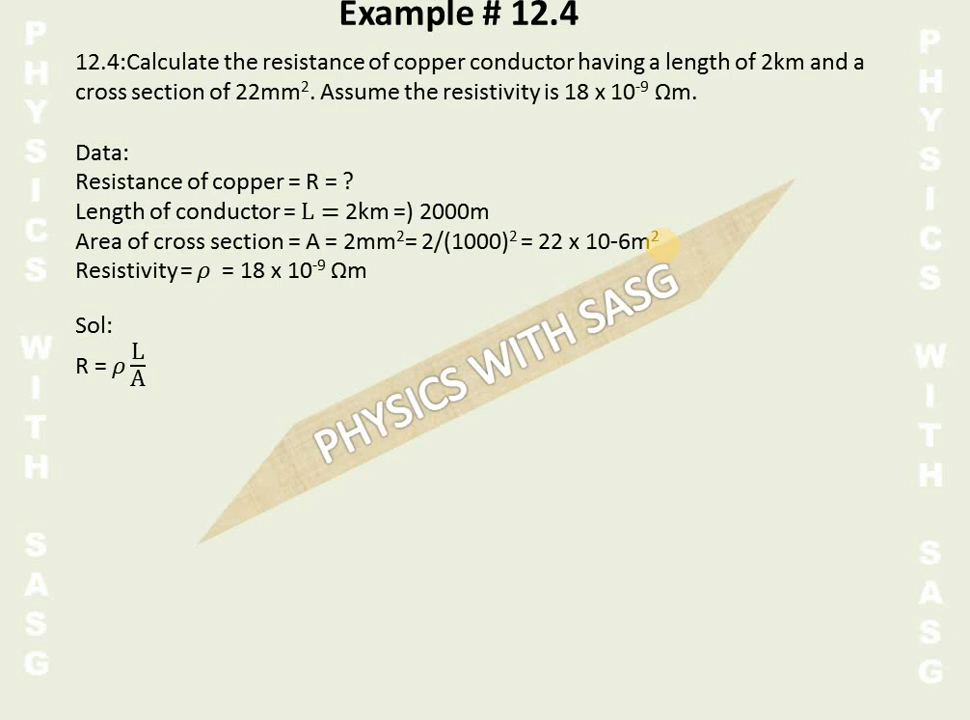 Example # 12.4
12.4:Calculate the resistance of copper conductor having a length of 2km and a
cross section of 22mm². Assume the resistivity is 18 x 10⁻⁹ Ωm.
Data:
Resistance of copper = R = ?
Length of conductor = L = 2km =) 2000m
Area of cross section = A = 2mm²= 2/(1000)² = 22 x 10-6m²
Resistivity= ρ = 18 x 10⁻⁹ Ωm
Sol:
R = ρ L/A
PHYSICS WITH SASG
PHYSICS WITH SASG
PHYSICS WITH SASG